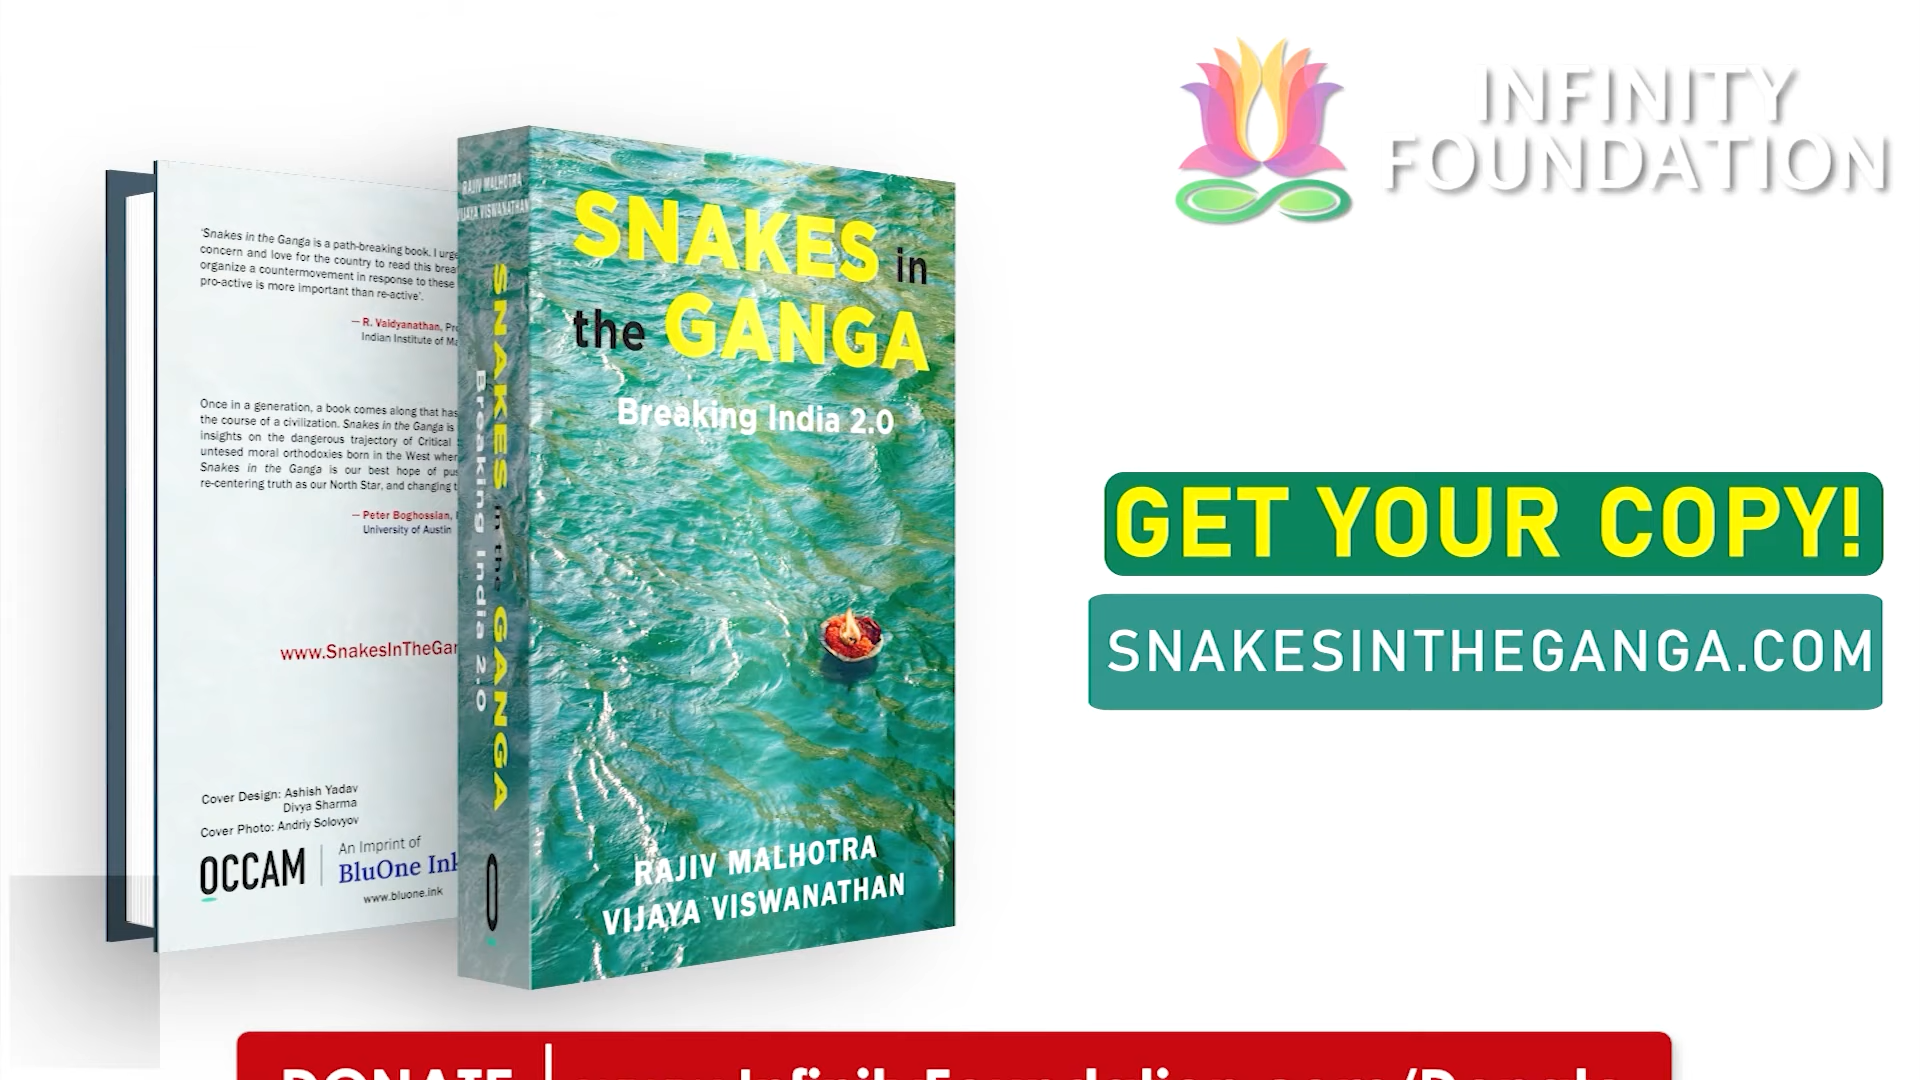 INFINITY
FOUNDATION
'Snakes in the Ganga is a path-breaking book. I urge
concern and love for the country to read this
organize a countermovement in response to these
pro-active is more important than re-active'.
— R. Vaidyanathan,
Indian Institute of
Once in a generation, a book comes along that has
the course of a civilization. Snakes in the Ganga is
insights on the dangerous trajectory of Critical
untesed moral orthodoxies born in the West
Snakes in the Ganga is our best hope of
re-centering truth as our North Star, and changing
— Peter Boghossian,
University of Austin
www.SnakesInTheGan
Cover Design: Ashish Yadav
Divya Sharma
Cover Photo: Andriy Solovyov
OCCAM
An Imprint of
BluOne Ink
www.bluone.ink
RAJIV MALHOTRA
VIJAYA VISWANATHAN
SNAKES in the GANGA
Breaking India 2.0
SNAKES in
the GANGA
Breaking India 2.0
RAJIV MALHOTRA
VIJAYA VISWANATHAN
GET YOUR COPY!
SNAKESINTHEGANGA.COM
DONATE www.InfinityFoundation.com/Donate